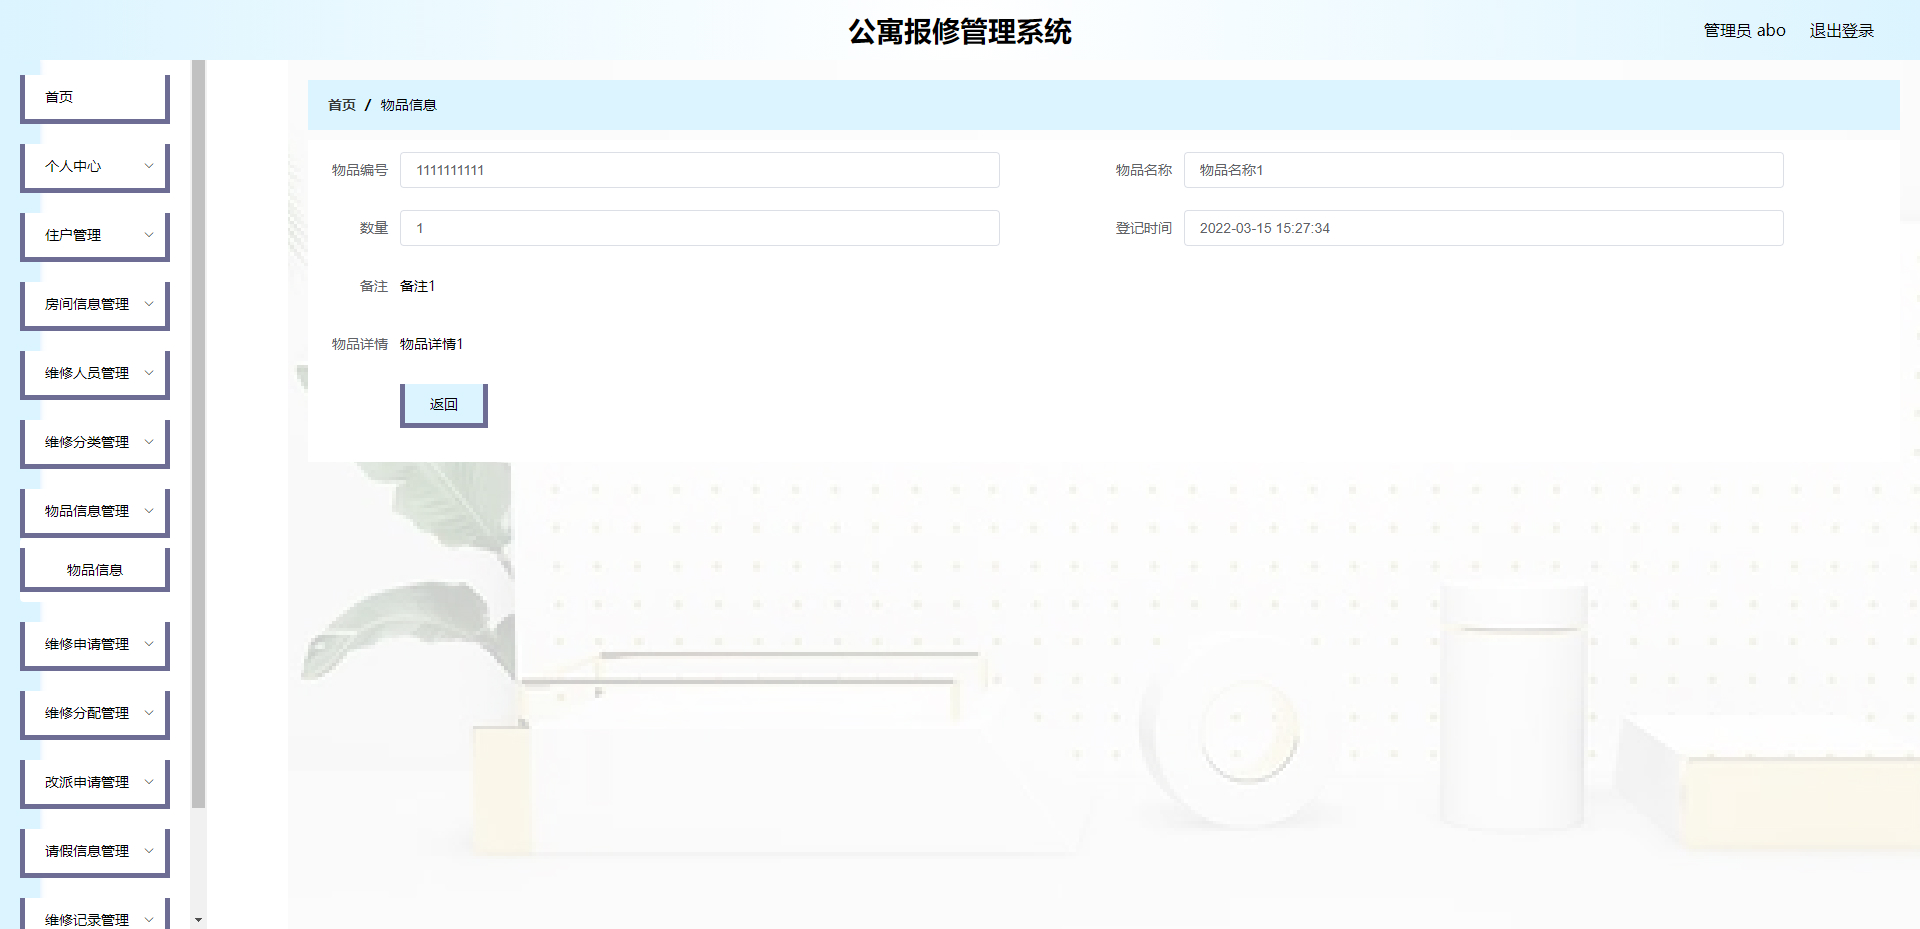 公寓报修管理系统
管理员 abo
退出登录
首页
个人中心
住户管理
房间信息管理
维修人员管理
维修分类管理
物品信息管理
物品信息
维修申请管理
维修分配管理
改派申请管理
请假信息管理
维修记录管理
首页 / 物品信息
物品编号 1111111111
物品名称 物品名称1
数量 1
登记时间 2022-03-15 15:27:34
备注 备注1
物品详情 物品详情1
返回